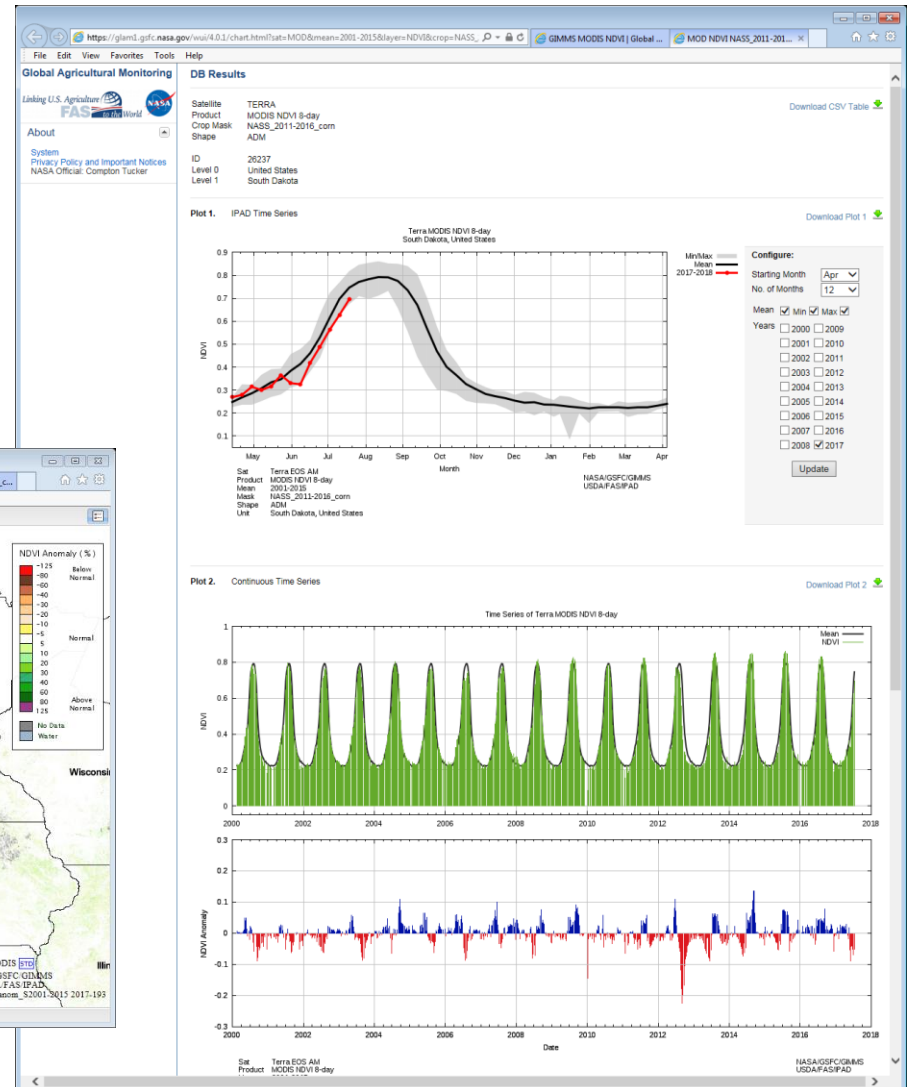 https://glam1.gsfc.nasa.gov/wui/4.0.1/chart.html?sat=MOD&mean=2001-2015&layer=NDVI&crop=NASS_
GIMMS MODIS NDVI | Global ...
MOD NDVI NASS_2011-201...
File Edit View Favorites Tools Help
Global Agricultural Monitoring
Linking U.S. Agriculture
FAS to the World
NASA
About
System
Privacy Policy and Important Notices
NASA Official: Compton Tucker
DB Results
Download CSV Table
Satellite TERRA
Product MODIS NDVI 8-day
Crop Mask NASS_2011-2016_corn
Shape ADM
ID 26237
Level 0 United States
Level 1 South Dakota
Plot 1. IPAD Time Series
Download Plot 1
Terra MODIS NDVI 8-day
South Dakota, United States
Min/Max
Mean
2017-2018
NDVI
0.9
0.8
0.7
0.6
0.5
0.4
0.3
0.2
0.1
May Jun Jul Aug Sep Oct Nov Dec Jan Feb Mar Apr
Month
Sat Terra EOS AM
Product MODIS NDVI 8-day
Mean 2001-2015
Mask NASS_2011-2016_corn
Shape ADM
Unit South Dakota, United States
NASA/GSFC/GIMMS
USDA/FAS/IPAD
Configure:
Starting Month Apr
No. of Months 12
Mean Min Max
Years 2000 2009
2001 2010
2002 2011
2003 2012
2004 2013
2005 2014
2006 2015
2007 2016
2008 2017
Update
Plot 2. Continuous Time Series
Download Plot 2
Time Series of Terra MODIS NDVI 8-day
Mean
NDVI
NDVI
1
0.8
0.6
0.4
0.2
0
2000 2002 2004 2006 2008 2010 2012 2014 2016 2018
NDVI Anomaly
0.3
0.2
0.1
0
-0.1
-0.2
-0.3
2000 2002 2004 2006 2008 2010 2012 2014 2016 2018
Date
Sat Terra EOS AM
Product MODIS NDVI 8-day
NASA/GSFC/GIMMS
USDA/FAS/IPAD
NDVI Anomaly (%)
-125 Below
-80 Normal
-60
-40
-30
-20
-10
-5 Normal
5
10
20
30
40
60
80 Above
125 Normal
No Data
Water
STD
2017-193